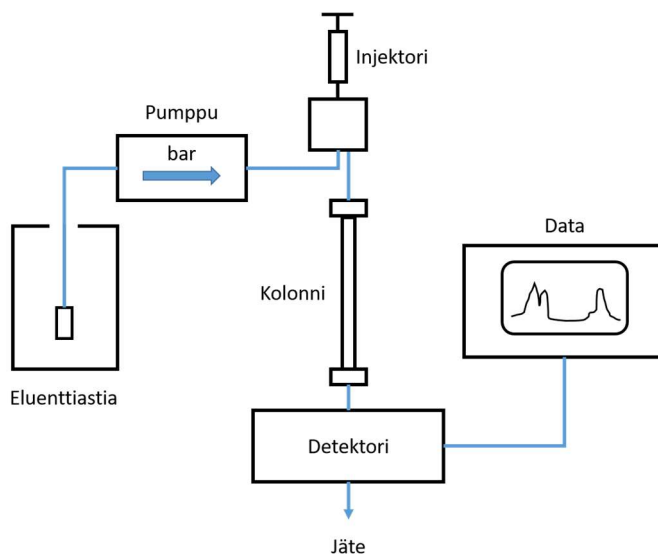 Injektori
Pumppu
bar
Data
Kolonni
Eluenttiastia
Detektori
Jäte